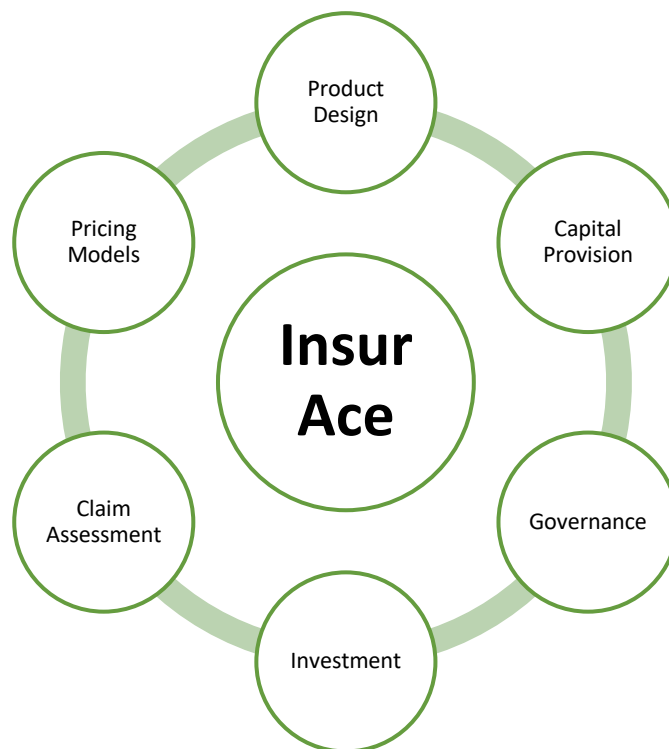 Product
Design
Pricing
Models
Capital
Provision
Insur
Ace
Claim
Assessment
Governance
Investment